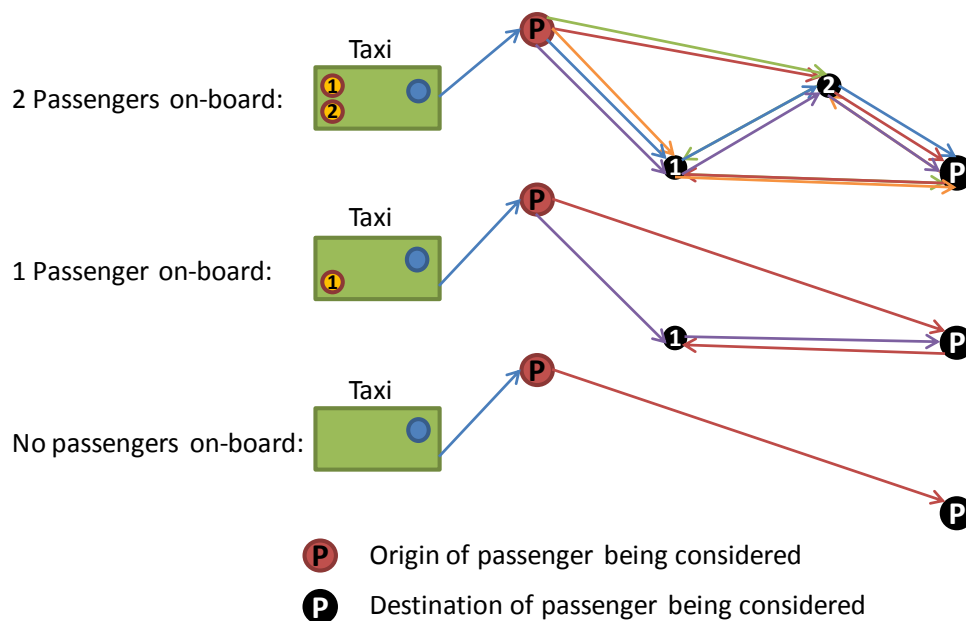 Taxi
P
2 Passengers on-board:
1
2
2
1
P
Taxi
P
1 Passenger on-board:
1
1
P
Taxi
P
No passengers on-board:
P
P Origin of passenger being considered
P Destination of passenger being considered